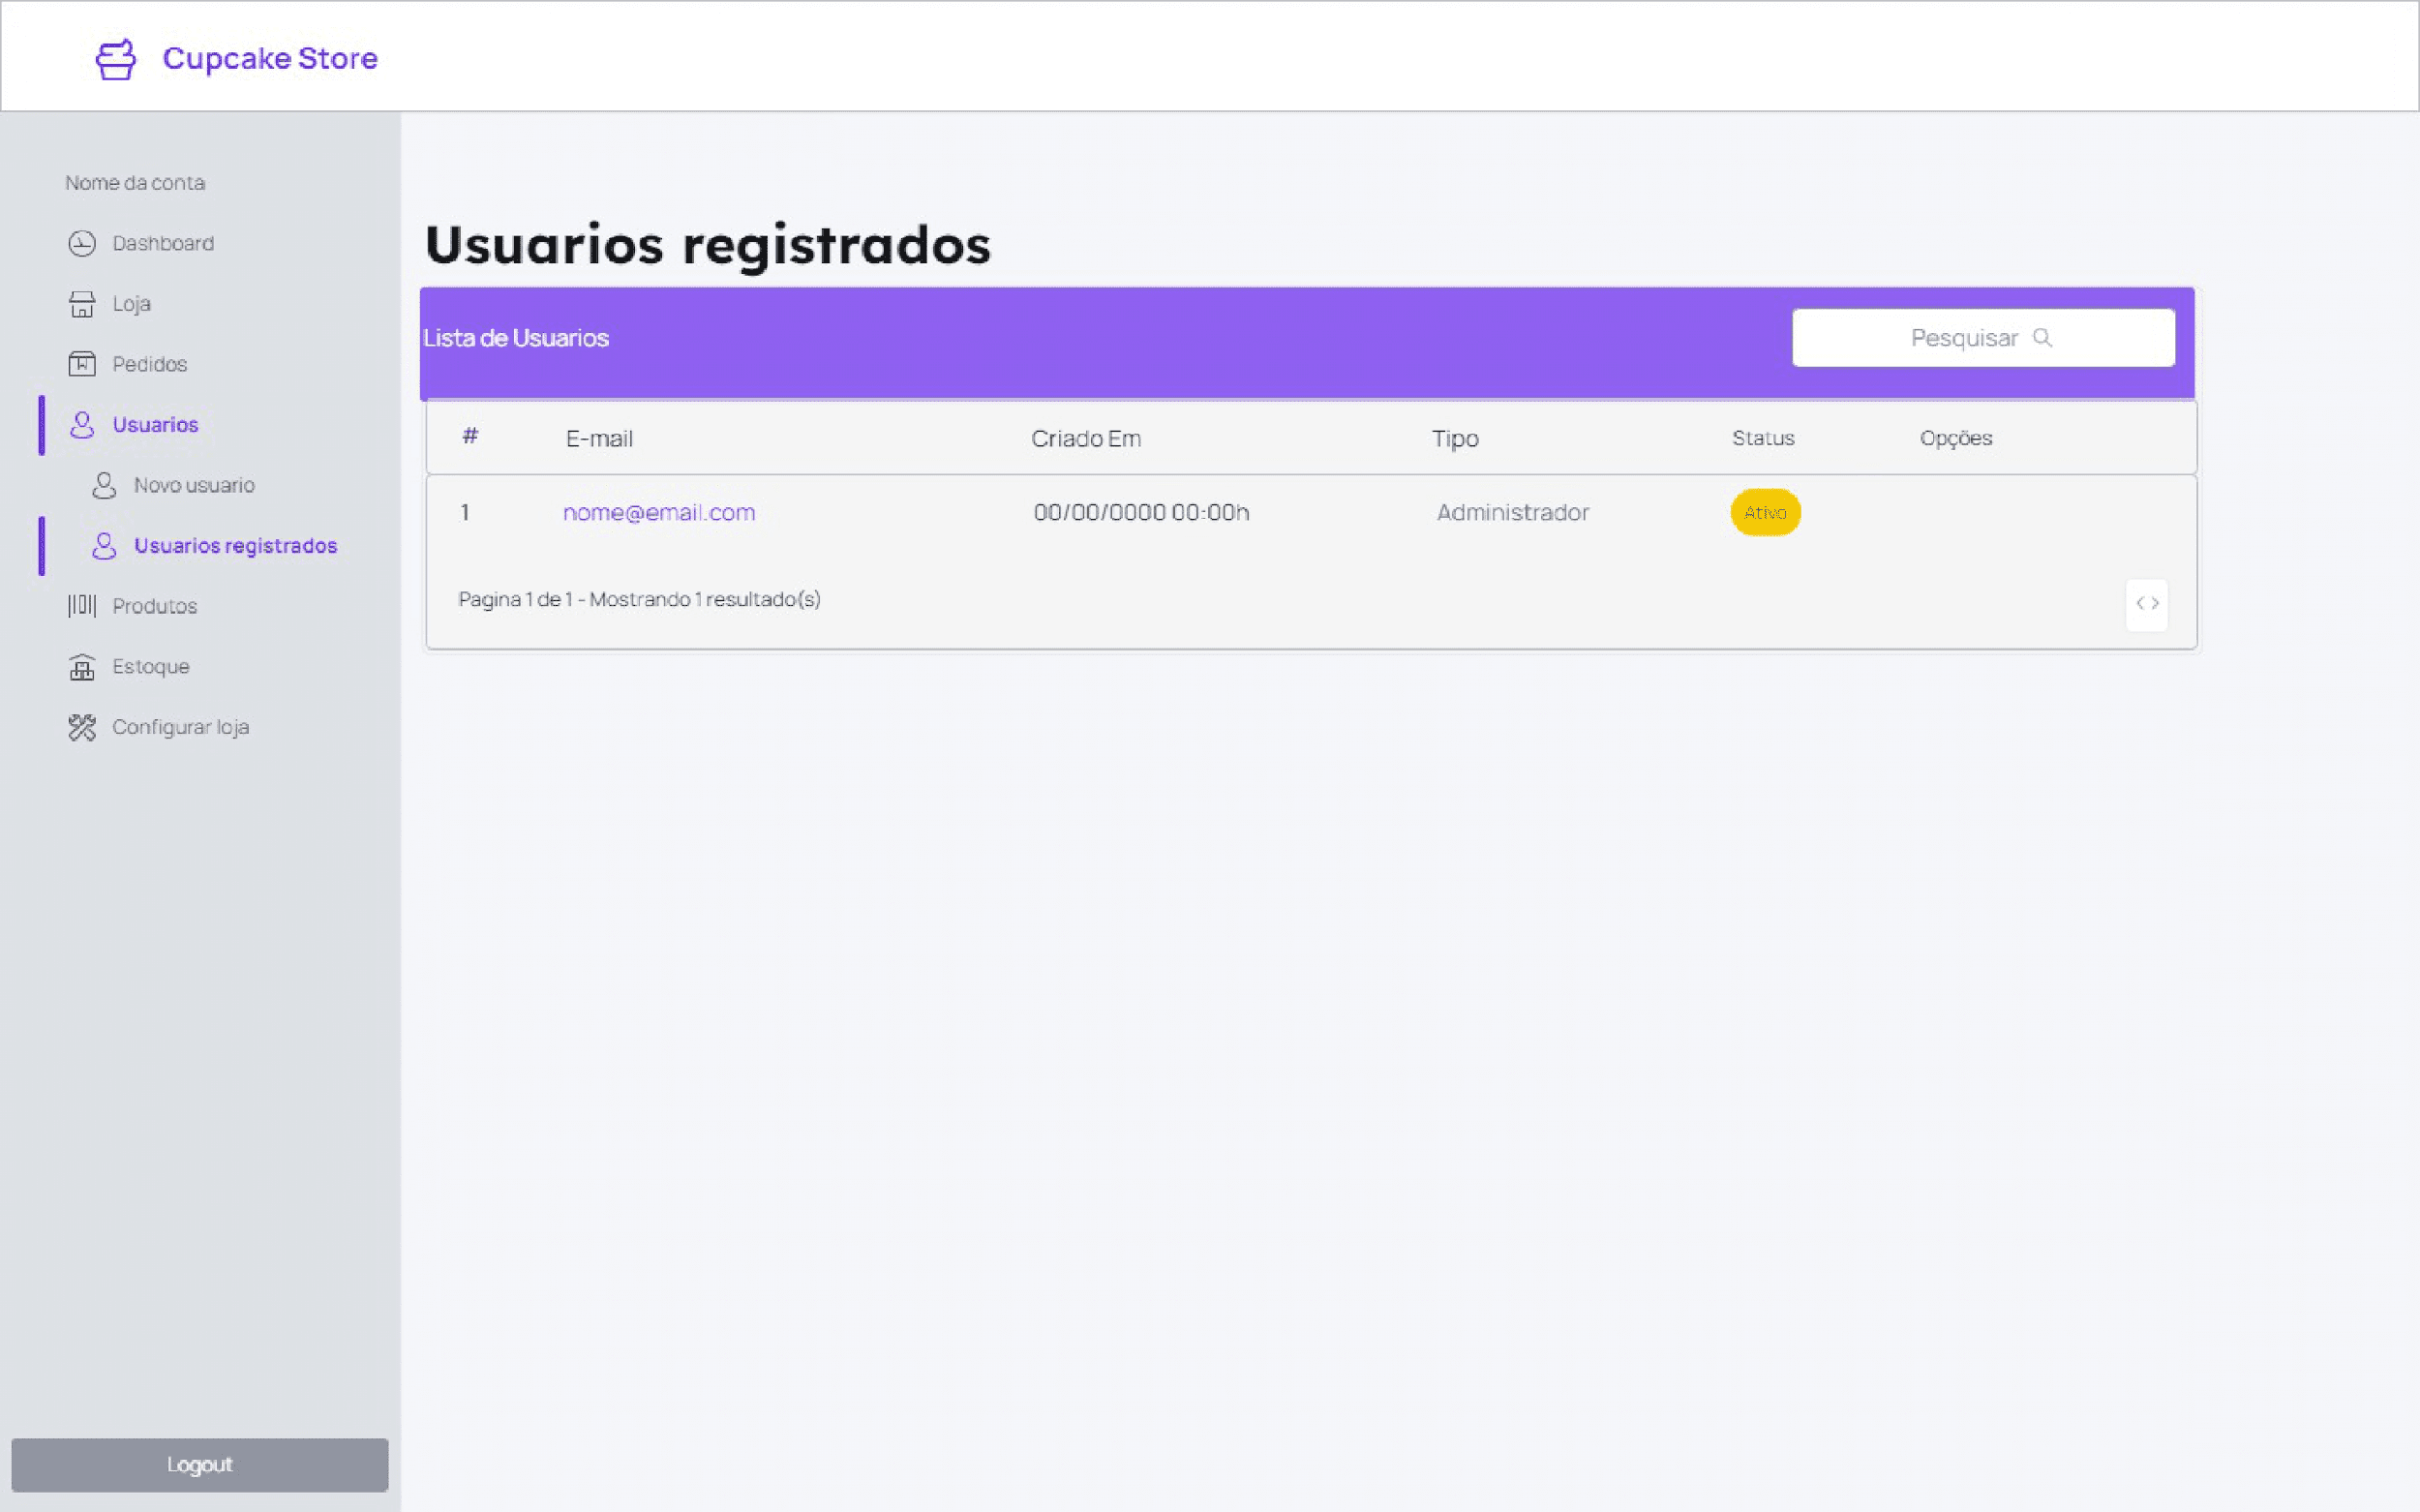 Cupcake Store
Nome da conta
Dashboard
Loja
Pedidos
Usuarios
Novo usuario
Usuarios registrados
Produtos
Estoque
Configurar loja
Logout
Usuarios registrados
Lista de Usuarios
Pesquisar
# E-mail Criado Em Tipo Status Opções
1 nome@email.com 00/00/0000 00:00h Administrador Ativo
Pagina 1 de 1 - Mostrando 1 resultado(s)